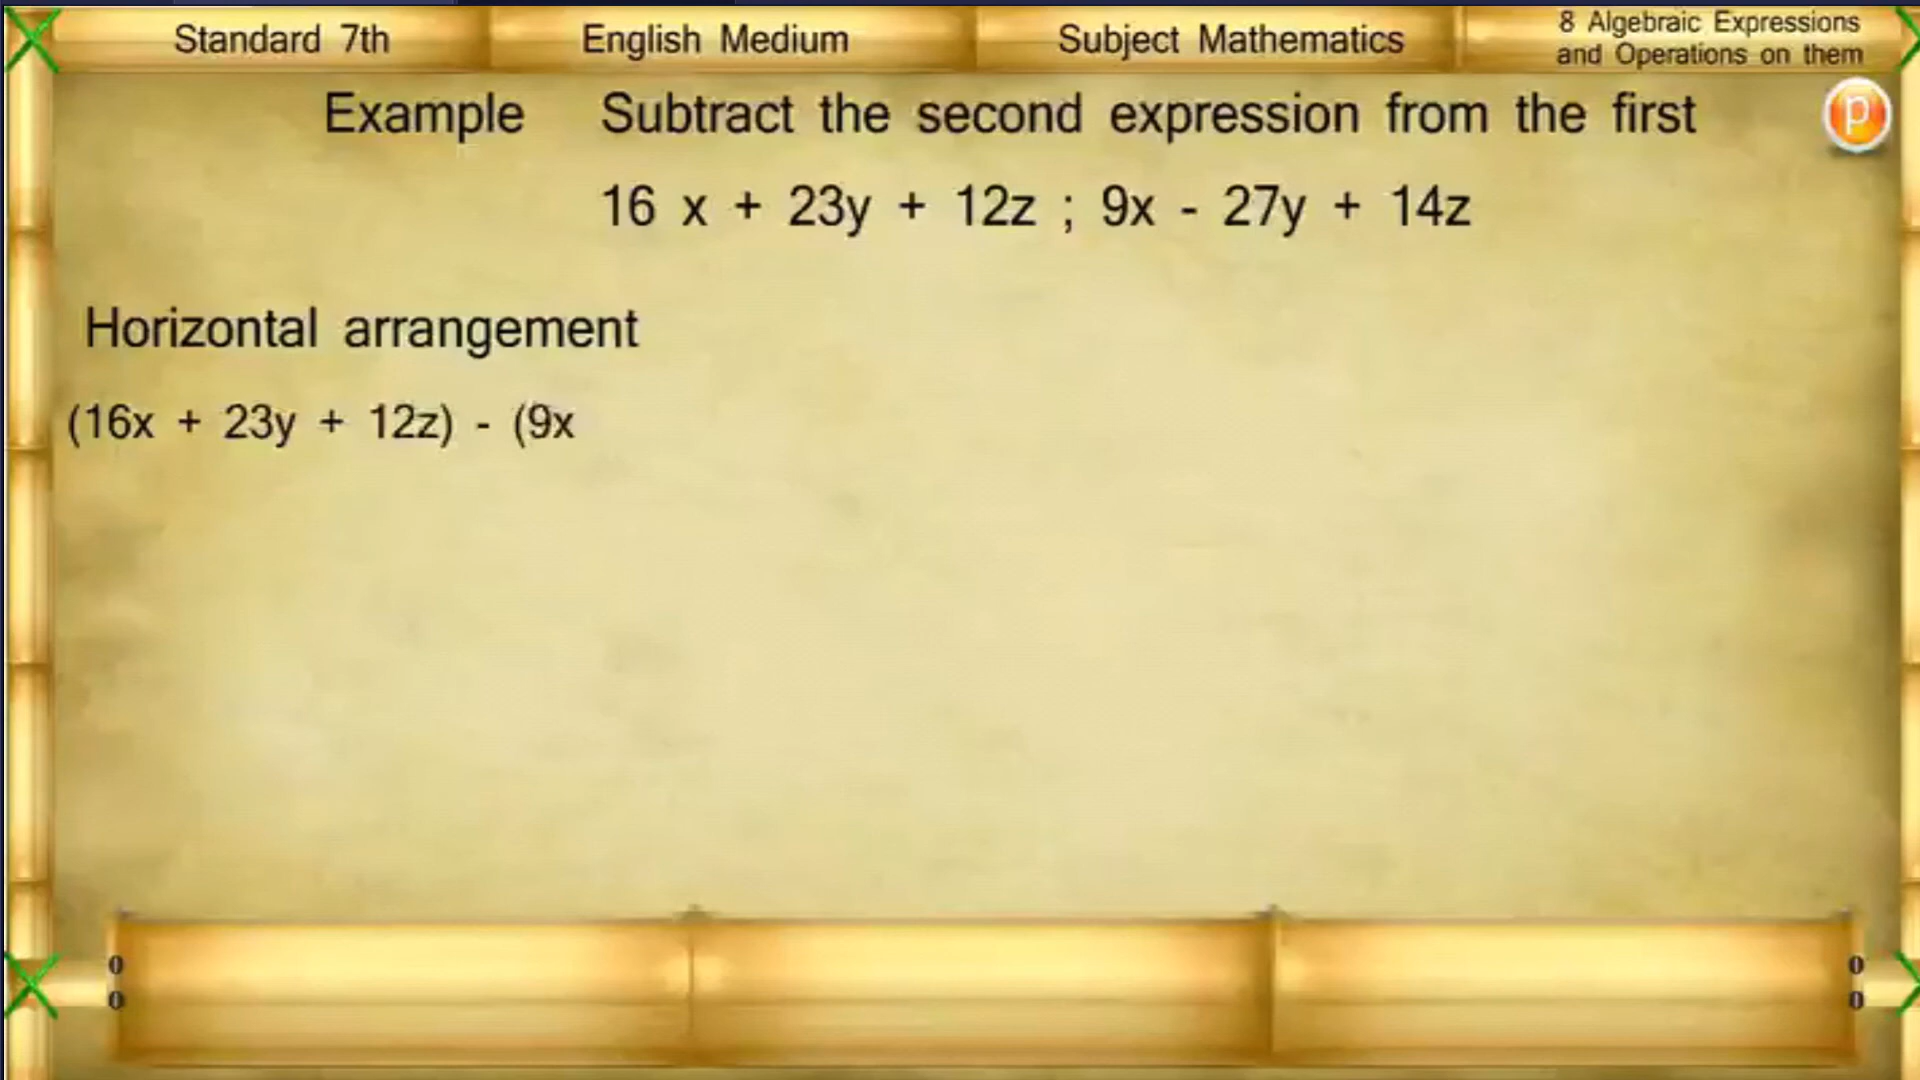 Standard 7th
English Medium
Subject Mathematics
8 Algebraic Expressions
and Operations on them
Example Subtract the second expression from the first
16 x + 23y + 12z ; 9x - 27y + 14z
Horizontal arrangement
(16x + 23y + 12z) - (9x
p